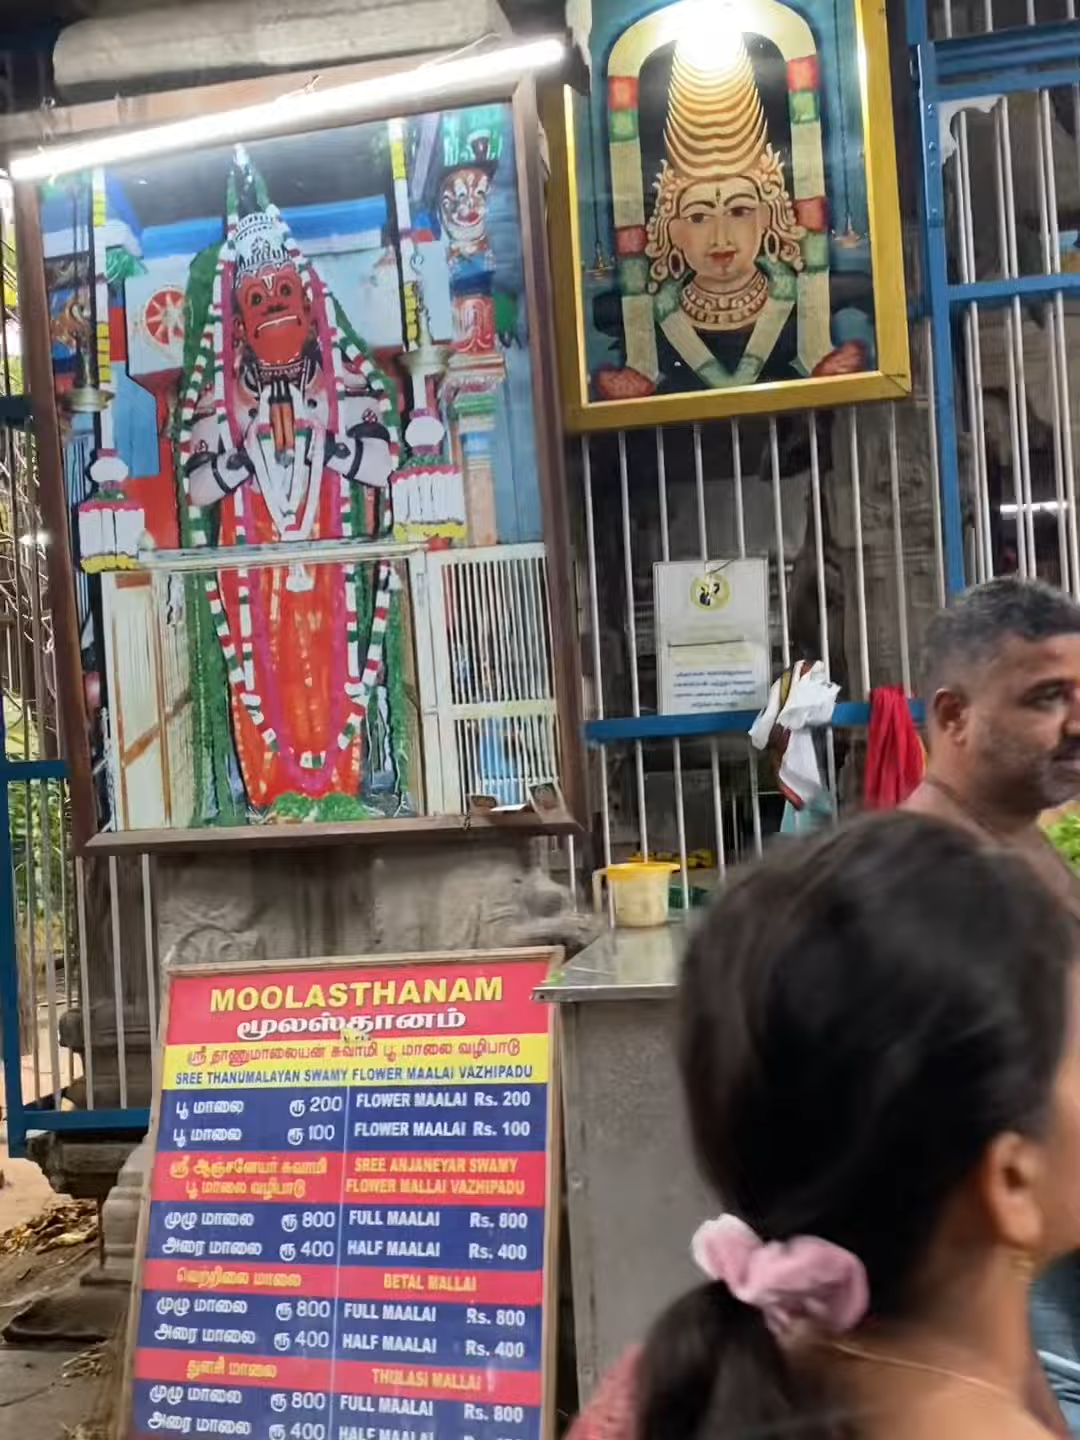 MOOLASTHANAM
மூலஸ்தானம்
ஸ்ரீ தாணுமாலையன் சுவாமி பூ மாலை வழிபாடு
SREE THANUMALAYAN SWAMY FLOWER MAALAI VAZHIPADU
பூ மாலை ரூ 200 FLOWER MAALAI Rs. 200
பூ மாலை ரூ 100 FLOWER MAALAI Rs. 100
ஸ்ரீ ஆஞ்சனேயர் சுவாமி SREE ANJANEYAR SWAMY
பூ மாலை வழிபாடு FLOWER MALLAI VAZHIPADU
முழு மாலை ரூ 800 FULL MAALAI Rs. 800
அரை மாலை ரூ 400 HALF MAALAI Rs. 400
வெற்றிலை மாலை BETAL MALLAI
முழு மாலை ரூ 800 FULL MAALAI Rs. 800
அரை மாலை ரூ 400 HALF MAALAI Rs. 400
துளசி மாலை THULASI MALLAI
முழு மாலை ரூ 800 FULL MAALAI Rs. 800
அரை மாலை ரூ 400 HALF MAALAI